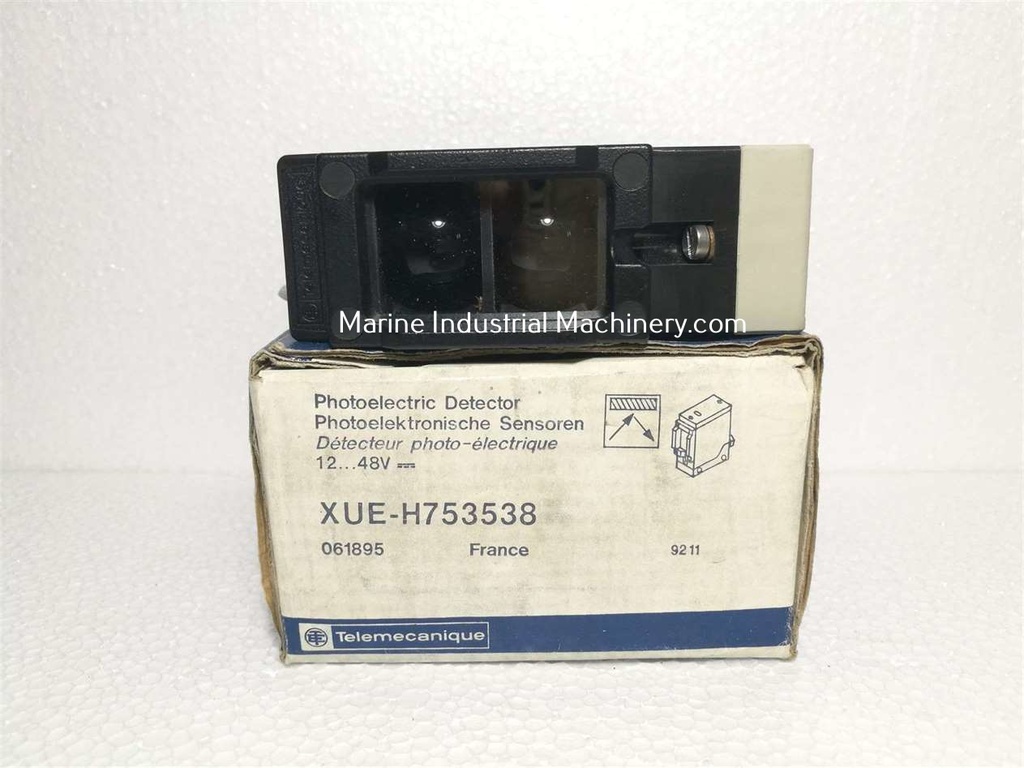 Marine Industrial Machinery.com
Photoelectric Detector
Photoelektronische Sensoren
Détecteur photo-électrique
12...48V ⎓
XUE-H753538
061895 France 9211
TE Telemecanique